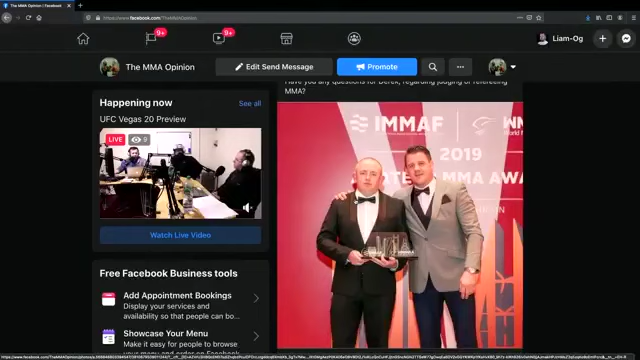 The MMA Opinion | Facebook
https://www.facebook.com/TheMMAOpinion
9+
9+
Liam-Og
The MMA Opinion
Edit Send Message
Promote
Have you any questions for Derek, regarding judging or refereeing
MMA?
Happening now
See all
UFC Vegas 20 Preview
LIVE
9
Watch Live Video
IMMAF
2019
MMA AWA
Free Facebook Business tools
Add Appointment Bookings
Display your services and
availability so that people can bo...
Showcase Your Menu
Make it easy for people to browse